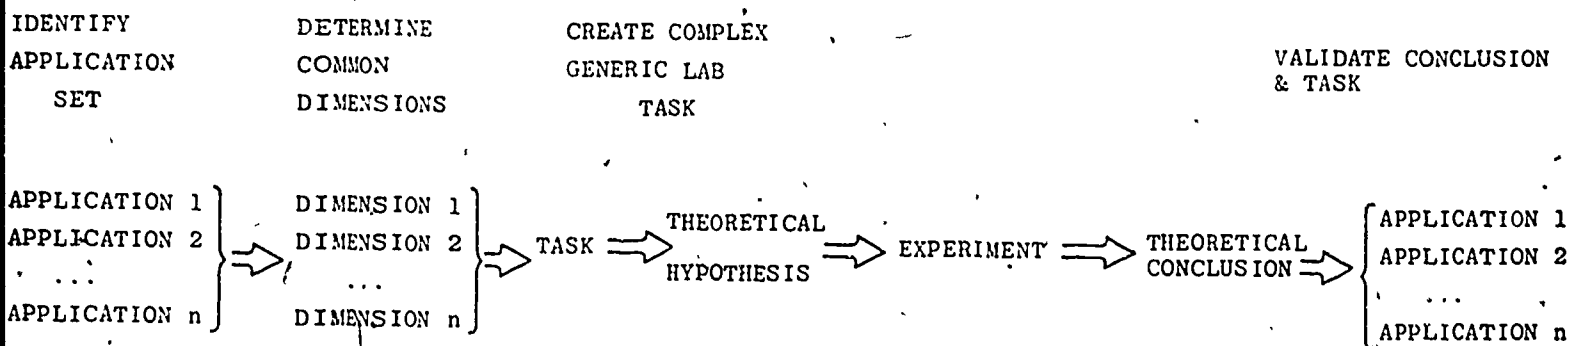 IDENTIFY
APPLICATION
SET
DETERMINE
COMMON
DIMENSIONS
CREATE COMPLEX
GENERIC LAB
TASK
VALIDATE CONCLUSION
& TASK
APPLICATION 1
APPLICATION 2
...
APPLICATION n
DIMENSION 1
DIMENSION 2
...
DIMENSION n
TASK
THEORETICAL
HYPOTHESIS
EXPERIMENT
THEORETICAL
CONCLUSION
APPLICATION 1
APPLICATION 2
...
APPLICATION n